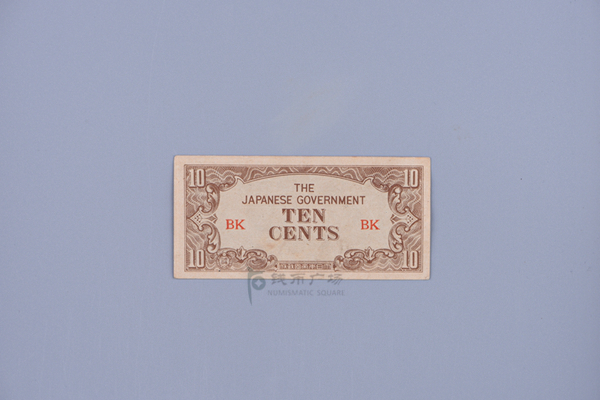 10 10
THE
JAPANESE GOVERNMENT
BK TEN BK
CENTS
10 10
钱币广场
NUMISMATIC SQUARE